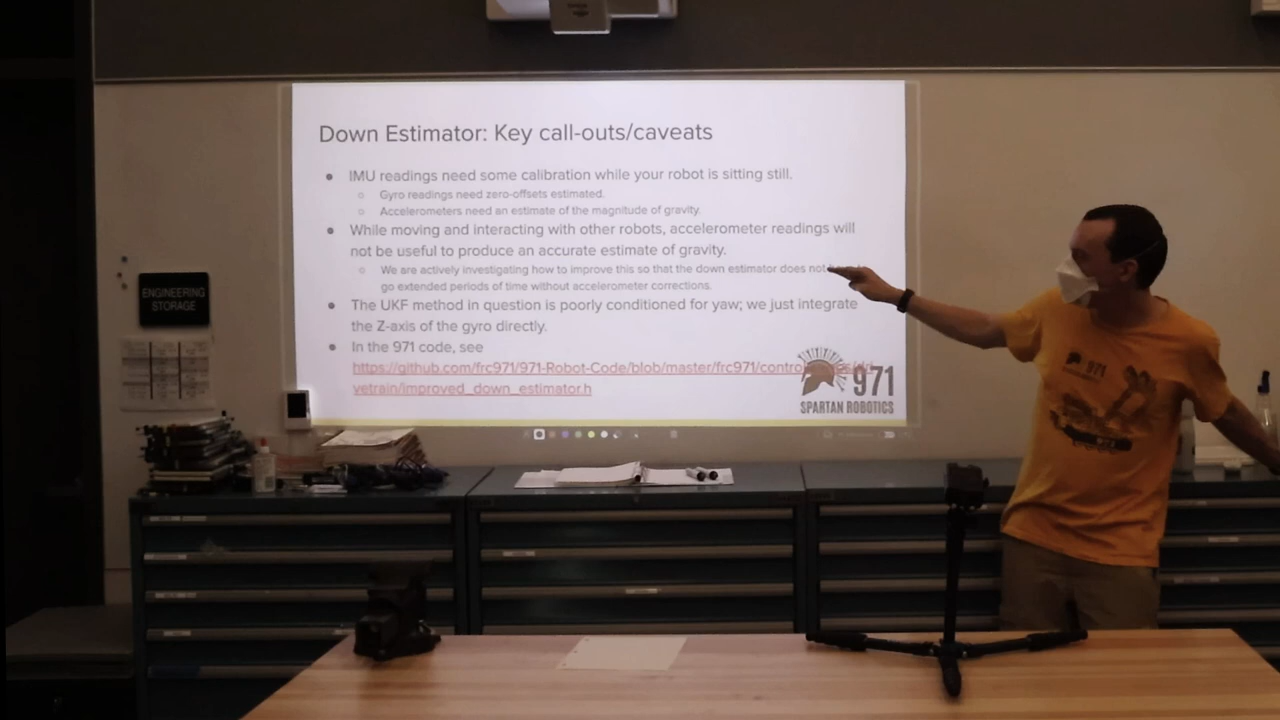 Down Estimator: Key call-outs/caveats
IMU readings need some calibration while your robot is sitting still.
Gyro readings need zero-offsets estimated.
Accelerometers need an estimate of the magnitude of gravity.
While moving and interacting with other robots, accelerometer readings will
not be useful to produce an accurate estimate of gravity.
We are actively investigating how to improve this so that the down estimator does not
go extended periods of time without accelerometer corrections.
The UKF method in question is poorly conditioned for yaw; we just integrate
the Z-axis of the gyro directly.
In the 971 code, see
https://github.com/frc971/971-Robot-Code/blob/master/frc971/contro
vetrain/improved_down_estimator.h
971
SPARTAN ROBOTICS
ENGINEERING
STORAGE
971